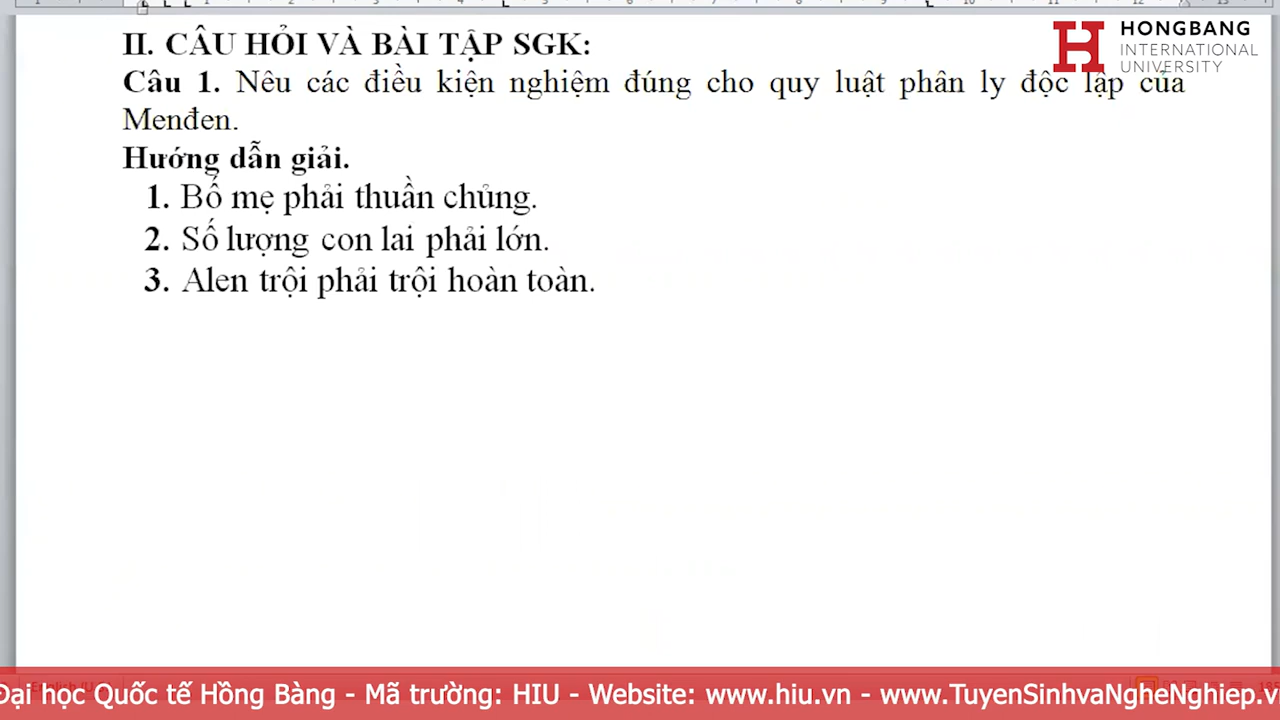 HONGBANG
INTERNATIONAL
UNIVERSITY
II. CÂU HỎI VÀ BÀI TẬP SGK:
Câu 1. Nêu các điều kiện nghiệm đúng cho quy luật phân ly độc lập của
Menđen.
Hướng dẫn giải.
1. Bố mẹ phải thuần chủng.
2. Số lượng con lai phải lớn.
3. Alen trội phải trội hoàn toàn.
Đại học Quốc tế Hồng Bàng - Mã trường: HIU - Website: www.hiu.vn - www.TuyenSinhvaNgheNghiep.v